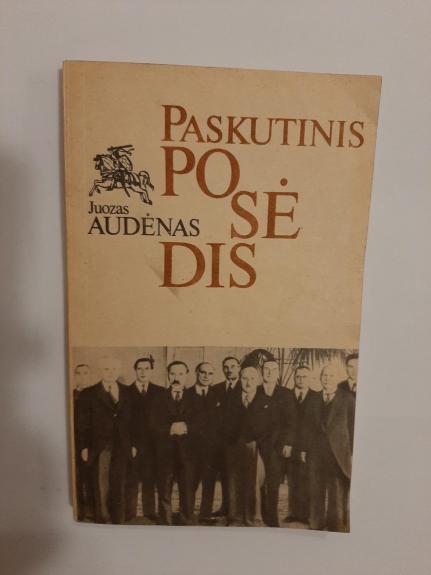 PASKUTINIS
PO
SĖ
DIS
Juozas
AUDĖNAS